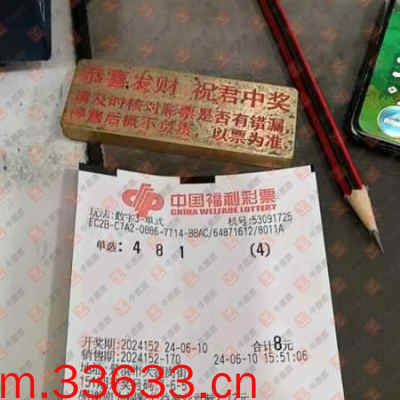 恭喜发财 祝君中奖
请及时核对彩票是否有错漏,
离柜后概不负责 以票为准
中国福利彩票
CHINA WELFARE LOTTERY
玩法:数字3-单式 机号:53091725
EC2B-C7A2-0866-7714-BBAC/64871612/8011A
单选: 4 8 1 (4)
开奖期:2024152 24-06-10 合计8元
销售期:2024152-170 24-06-10 15:51:06
m.33633.cn